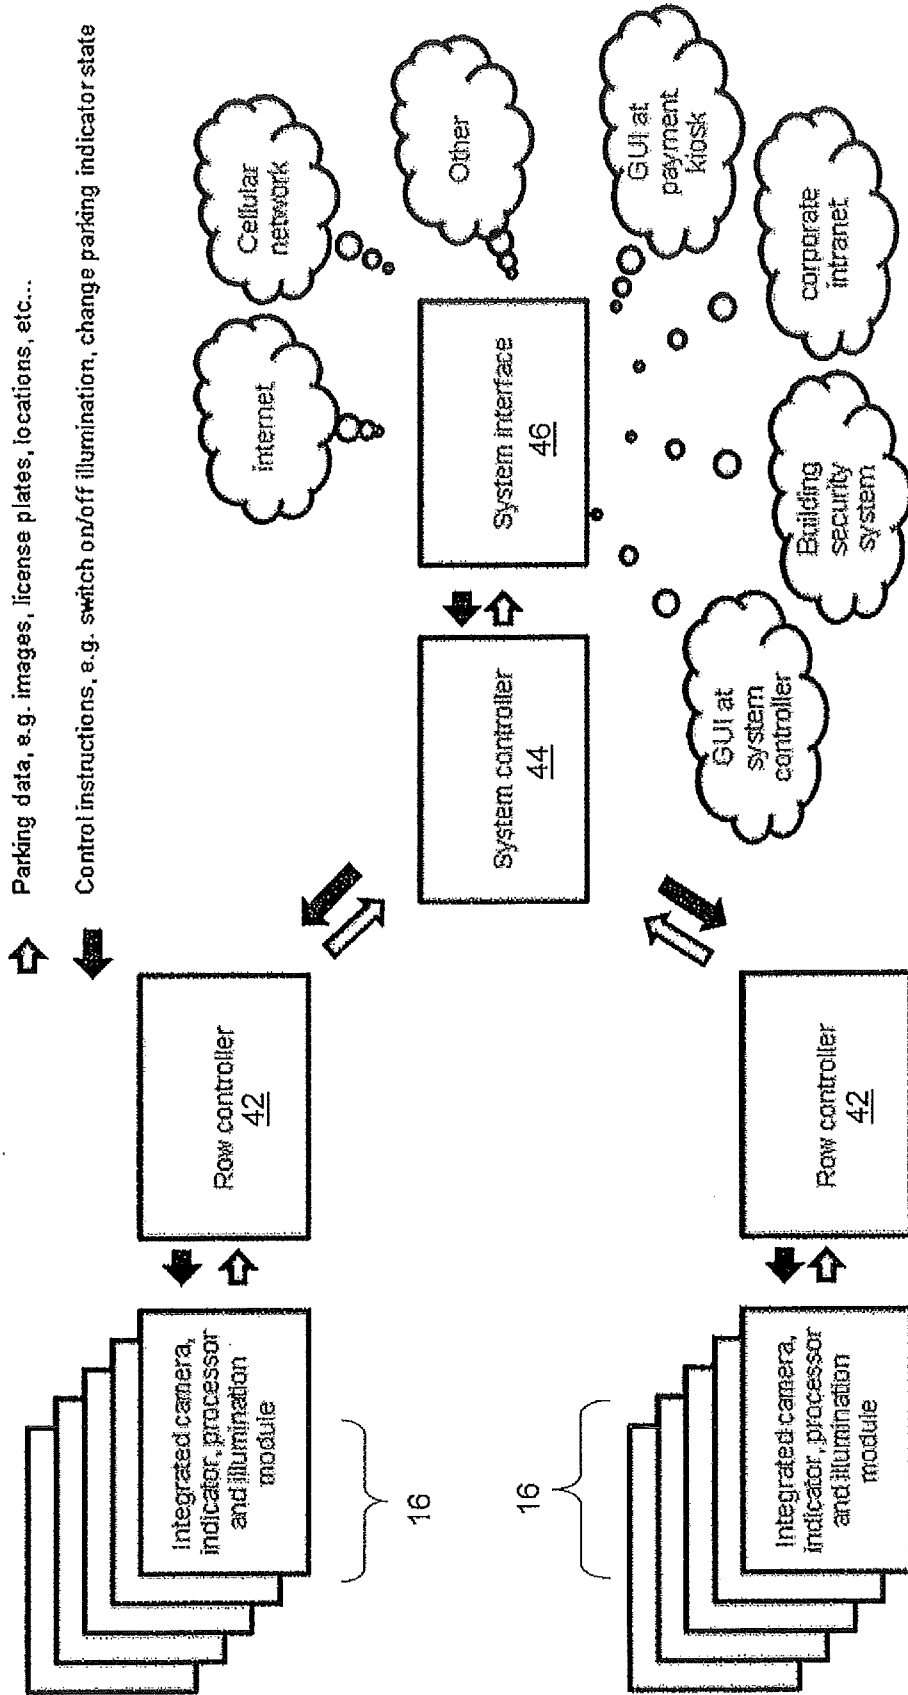 Parking data, e.g. images, license plates, locations, etc...
Control instructions, e.g. switch on/off illumination, change parking indicator state
Integrated camera,
indicator, processor
and illumination
module
16
Row controller
42
internet
Cellular
network
System controller
44
System interface
46
Other
GUI at
payment
kiosk
corporate
intranet
Building
security
system
GUI at
system
controller
16
Integrated camera,
indicator, processor
and illumination
module
Row controller
42